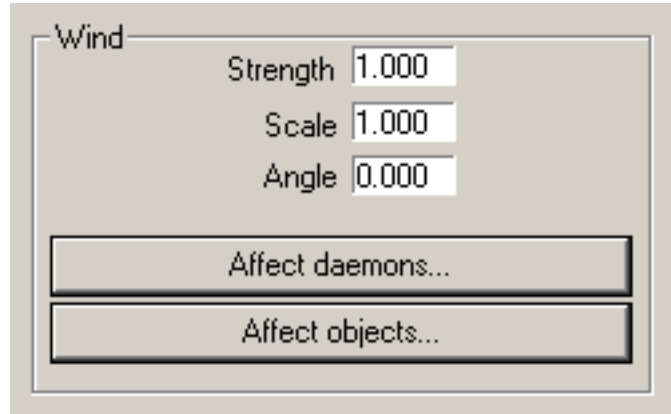 Wind
Strength 1.000
Scale 1.000
Angle 0.000
Affect daemons...
Affect objects...